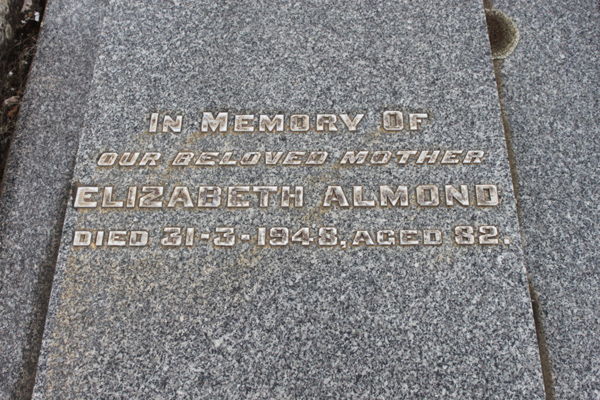 IN MEMORY OF
OUR BELOVED MOTHER
ELIZABETH ALMOND
DIED 31-3-1948, AGED 82.